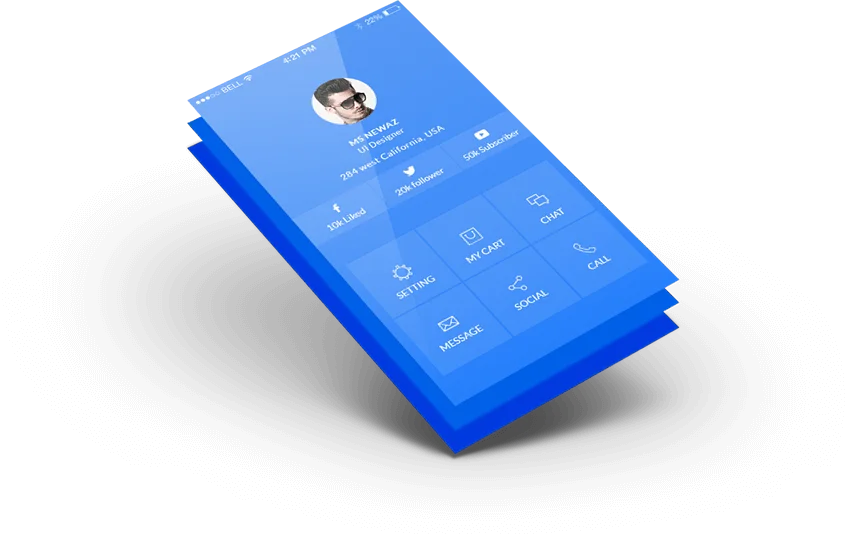 BELL
4:21 PM
22%
MS NEWAZ
UI Designer
284 west California, USA
10k Liked
20k follower
50k Subscriber
SETTING
MY CART
CHAT
MESSAGE
SOCIAL
CALL